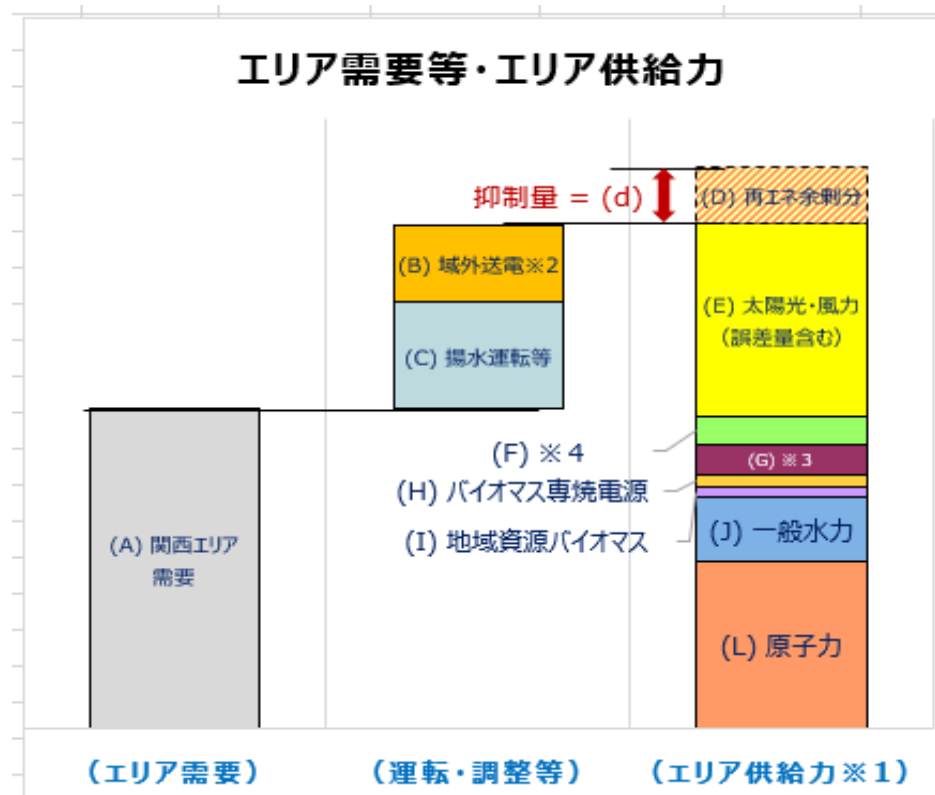 エリア需要等・エリア供給力
抑制量 = (d)
(D) 再エネ余剰分
(B) 域外送電※2
(E) 太陽光・風力
(誤差量含む)
(C) 揚水運転等
(F) ※4
(G) ※3
(H) バイオマス専焼電源
(I) 地域資源バイオマス
(J) 一般水力
(A) 関西エリア
需要
(L) 原子力
(エリア需要)
(運転・調整等)
(エリア供給力※1)